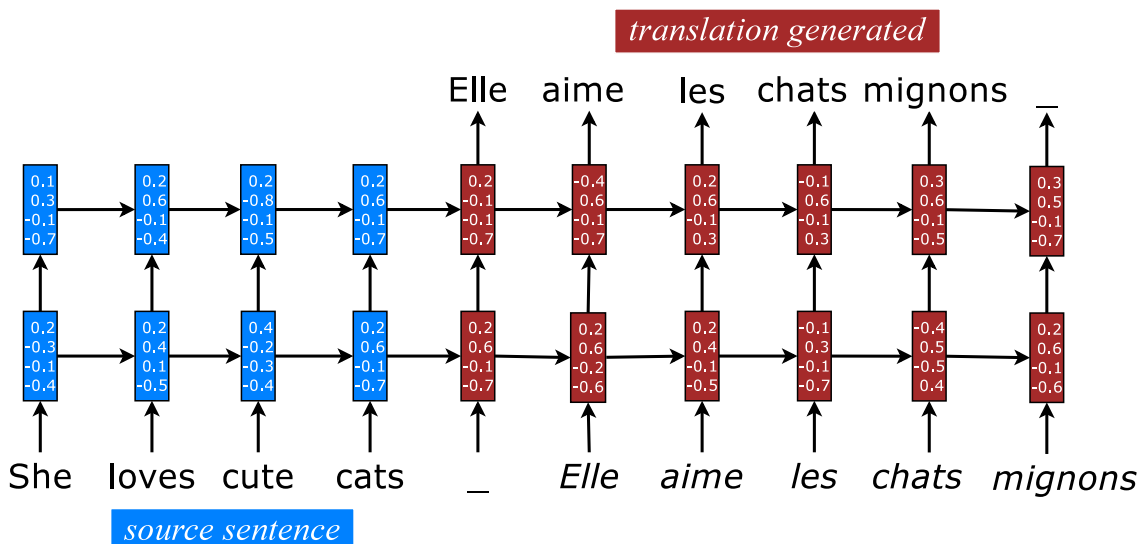 translation generated
Elle aime les chats mignons _
0.1 0.2 0.2 0.2 0.2 -0.4 0.2 -0.1 0.3 0.3
0.3 0.6 -0.8 0.6 -0.1 0.6 0.6 0.6 0.6 0.5
-0.1 -0.1 -0.1 -0.1 -0.1 -0.1 -0.1 -0.1 -0.1 -0.1
-0.7 -0.4 -0.5 -0.7 -0.7 -0.7 0.3 0.3 -0.5 -0.7
0.2 0.2 0.4 0.2 0.2 0.2 0.2 -0.1 -0.4 0.2
-0.3 0.4 -0.2 0.6 0.6 0.6 0.4 0.3 0.5 0.6
-0.1 0.1 -0.3 -0.1 -0.1 -0.2 -0.1 -0.1 -0.5 -0.1
-0.4 -0.5 -0.4 -0.7 -0.7 -0.6 -0.5 -0.7 0.4 -0.6
She loves cute cats _ Elle aime les chats mignons
source sentence